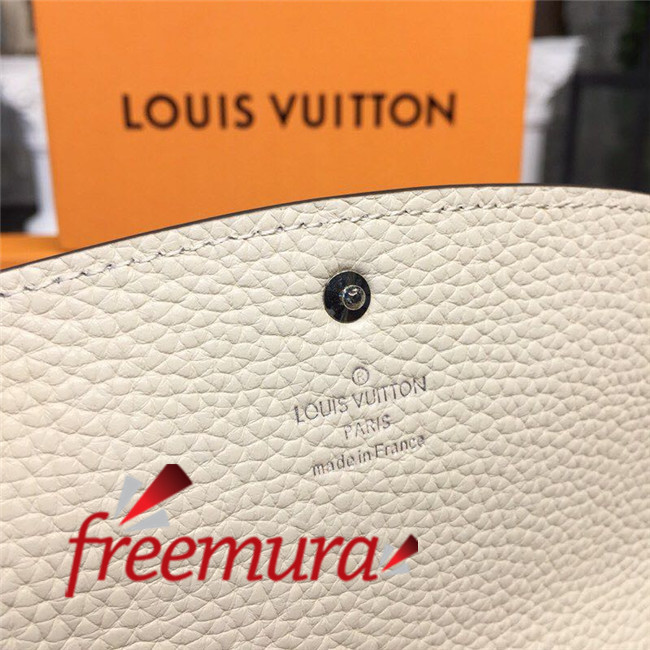 LOUIS VUITTON
®
LOUIS VUITTON
PARIS
made in France
freemura